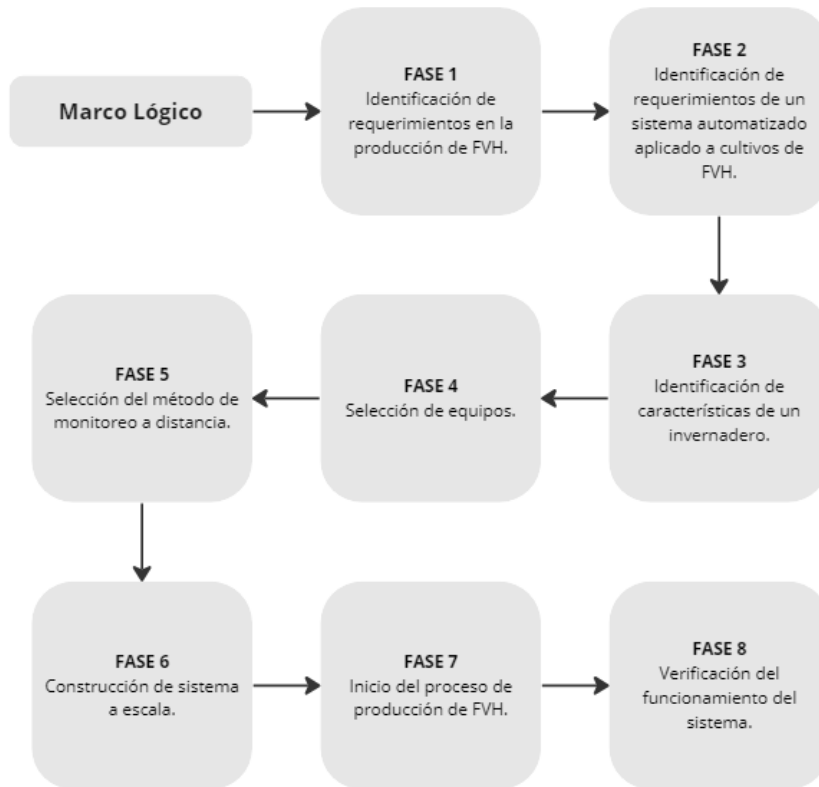 Marco Lógico
FASE 1
Identificación de
requerimientos en la
producción de FVH.
FASE 2
Identificación de
requerimientos de un
sistema automatizado
aplicado a cultivos de
FVH.
FASE 3
Identificación de
características de un
invernadero.
FASE 4
Selección de equipos.
FASE 5
Selección del método de
monitoreo a distancia.
FASE 6
Construcción de sistema
a escala.
FASE 7
Inicio del proceso de
producción de FVH.
FASE 8
Verificación del
funcionamiento del
sistema.